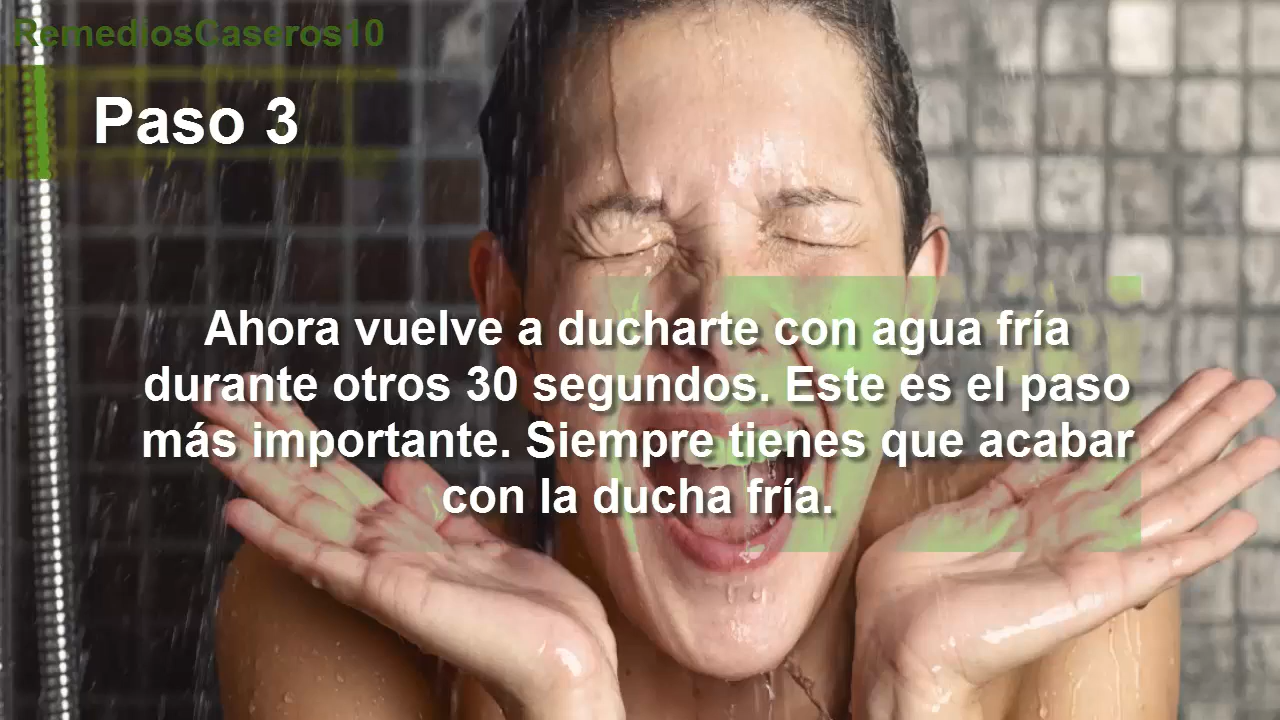 RemediosCaseros10
Paso 3
Ahora vuelve a ducharte con agua fría
durante otros 30 segundos. Este es el paso
más importante. Siempre tienes que acabar
con la ducha fría.